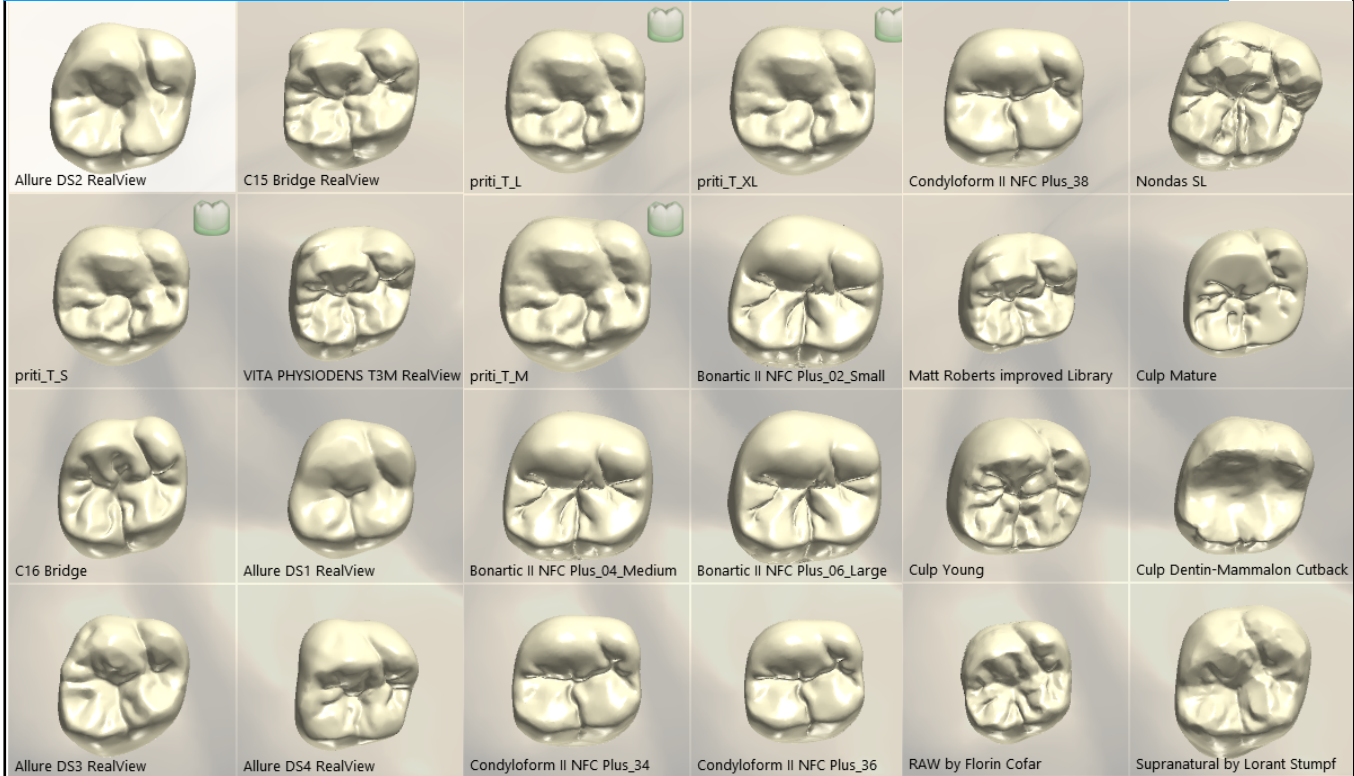 Allure DS2 RealView
C15 Bridge RealView
priti_T_L
priti_T_XL
Condyloform II NFC Plus_38
Nondas SL
priti_T_S
VITA PHYSIODENS T3M RealView
priti_T_M
Bonartic II NFC Plus_02_Small
Matt Roberts improved Library
Culp Mature
C16 Bridge
Allure DS1 RealView
Bonartic II NFC Plus_04_Medium
Bonartic II NFC Plus_06_Large
Culp Young
Culp Dentin-Mammalon Cutback
Allure DS3 RealView
Allure DS4 RealView
Condyloform II NFC Plus_34
Condyloform II NFC Plus_36
RAW by Florin Cofar
Supranatural by Lorant Stumpf